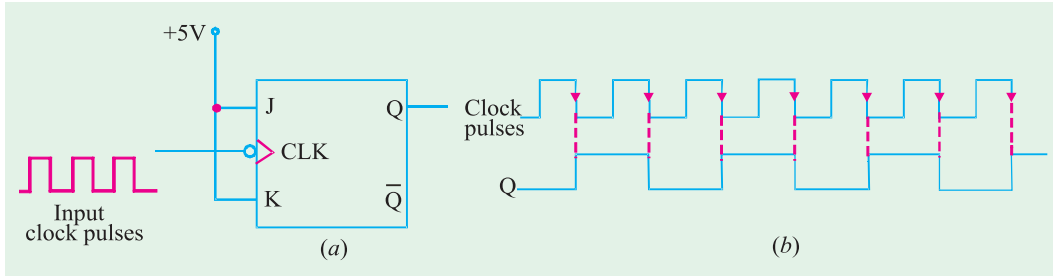 +5V
J
Q
CLK
K
Q̅
Input
clock pulses
(a)
Clock
pulses
Q
(b)